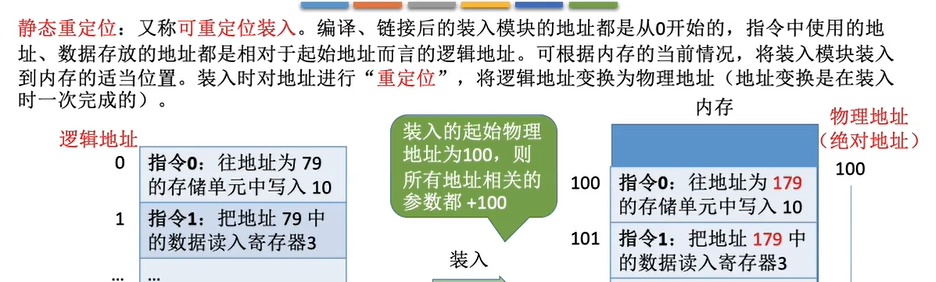 静态重定位：又称可重定位装入。编译、链接后的装入模块的地址都是从0开始的，指令中使用的地
址、数据存放的地址都是相对于起始地址而言的逻辑地址。可根据内存的当前情况，将装入模块装入
到内存的适当位置。装入时对地址进行“重定位”，将逻辑地址变换为物理地址（地址变换是在装入
时一次完成的）。
逻辑地址
0
指令0：往地址为 79
的存储单元中写入 10
1
指令1：把地址 79 中
的数据读入寄存器3
...
...
装入的起始物理
地址为100，则
所有地址相关的
参数都 +100
装入
内存
100
指令0：往地址为 179
的存储单元中写入 10
101
指令1：把地址 179 中
的数据读入寄存器3
物理地址
（绝对地址）
100